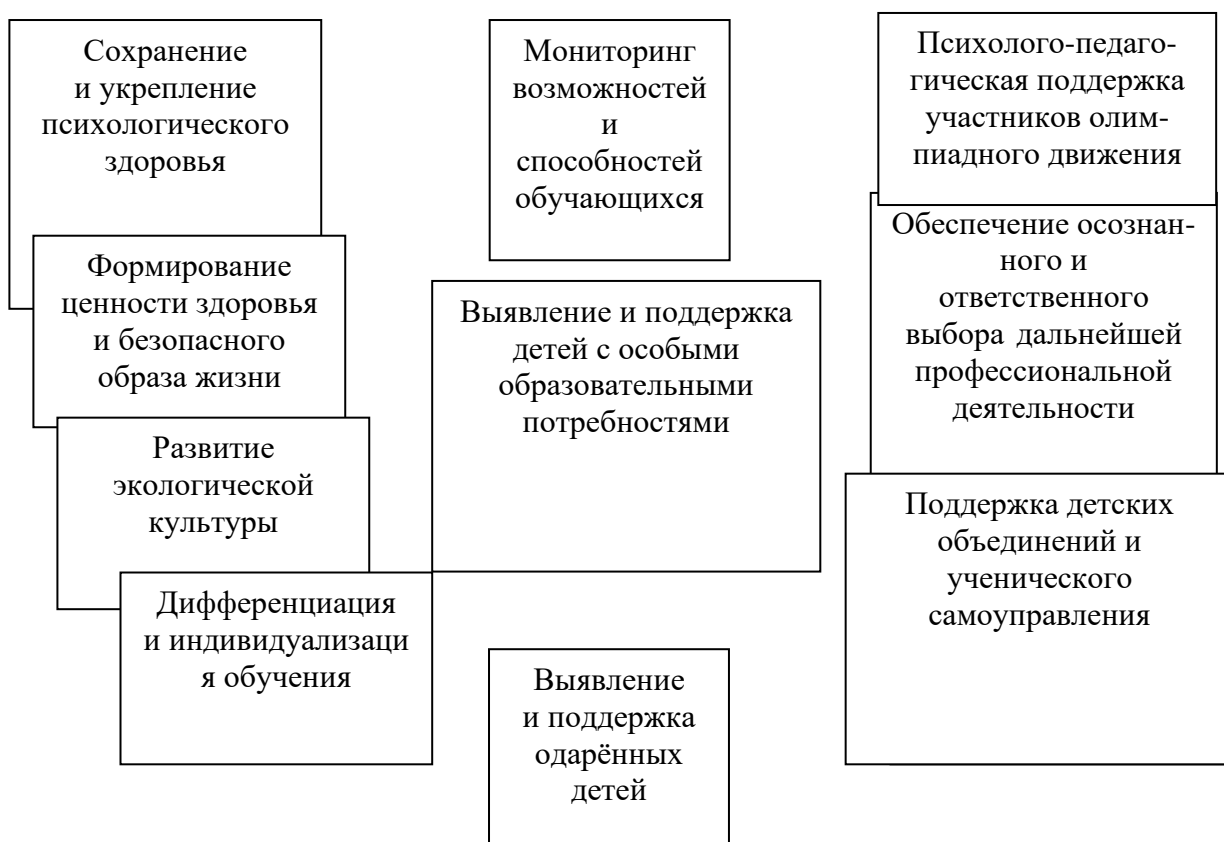 Сохранение
и укрепление
психологического
здоровья
Формирование
ценности здоровья
и безопасного
образа жизни
Развитие
экологической
культуры
Дифференциация
и индивидуализаци
я обучения
Мониторинг
возможностей
и
способностей
обучающихся
Выявление и поддержка
детей с особыми
образовательными
потребностями
Выявление
и поддержка
одарённых
детей
Психолого-педаго-
гическая поддержка
участников олим-
пиадного движения
Обеспечение осознан-
ного и
ответственного
выбора дальнейшей
профессиональной
деятельности
Поддержка детских
объединений и
ученического
самоуправления